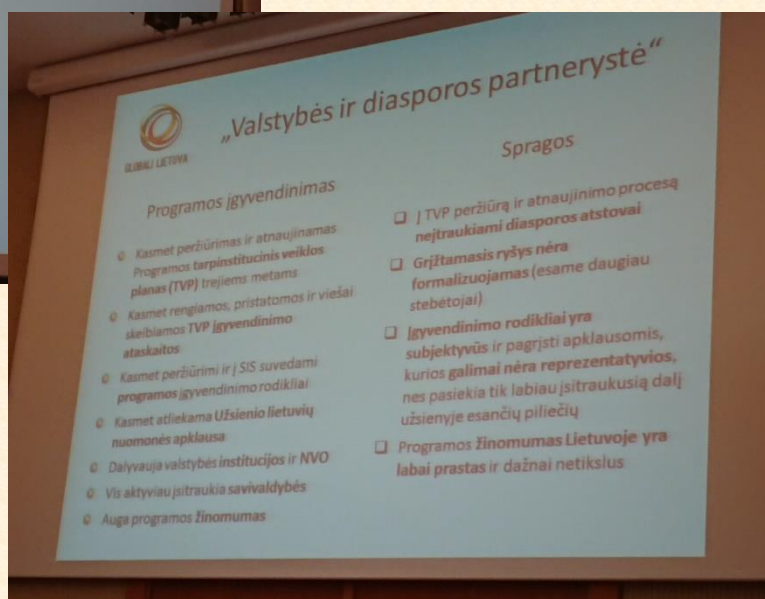 „Valstybės ir diasporos partnerystė“
GLOBALI LIETUVA
Programos įgyvendinimas
Kasmet peržiūrimas ir atnaujinamas
Programos tarpinstitucinis veiklos
planas (TVP) trejiems metams
Kasmet rengiamos, pristatomos ir viešai
skelbiamos TVP įgyvendinimo
ataskaitos
Kasmet peržiūrimi ir į SIS suvedami
programos įgyvendinimo rodikliai
Kasmet atliekama Užsienio lietuvių
nuomonės apklausa
Dalyvauja valstybės institucijos ir NVO
Vis aktyviau įsitraukia savivaldybės
Auga programos žinomumas
Spragos
Į TVP peržiūrą ir atnaujinimo procesą
neįtraukiami diasporos atstovai
Grįžtamasis ryšys nėra
formalizuojamas (esame daugiau
stebėtojai)
Įgyvendinimo rodikliai yra
subjektyvūs ir pagrįsti apklausomis,
kurios galimai nėra reprezentatyvios,
nes pasiekia tik labiau įsitraukusią dalį
užsienyje esančių piliečių
Programos žinomumas Lietuvoje yra
labai prastas ir dažnai netikslus